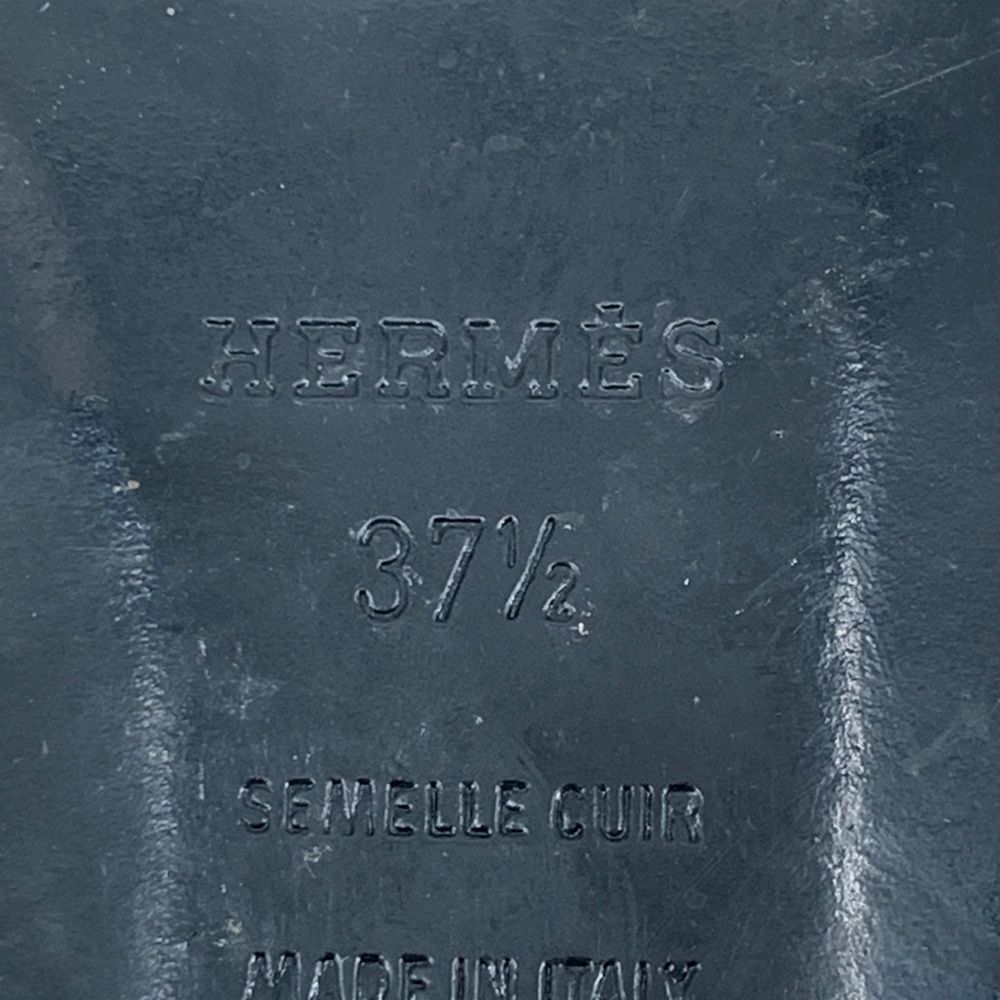 HERMÈS
37½
SEMELLE CUIR
MADE IN ITALY